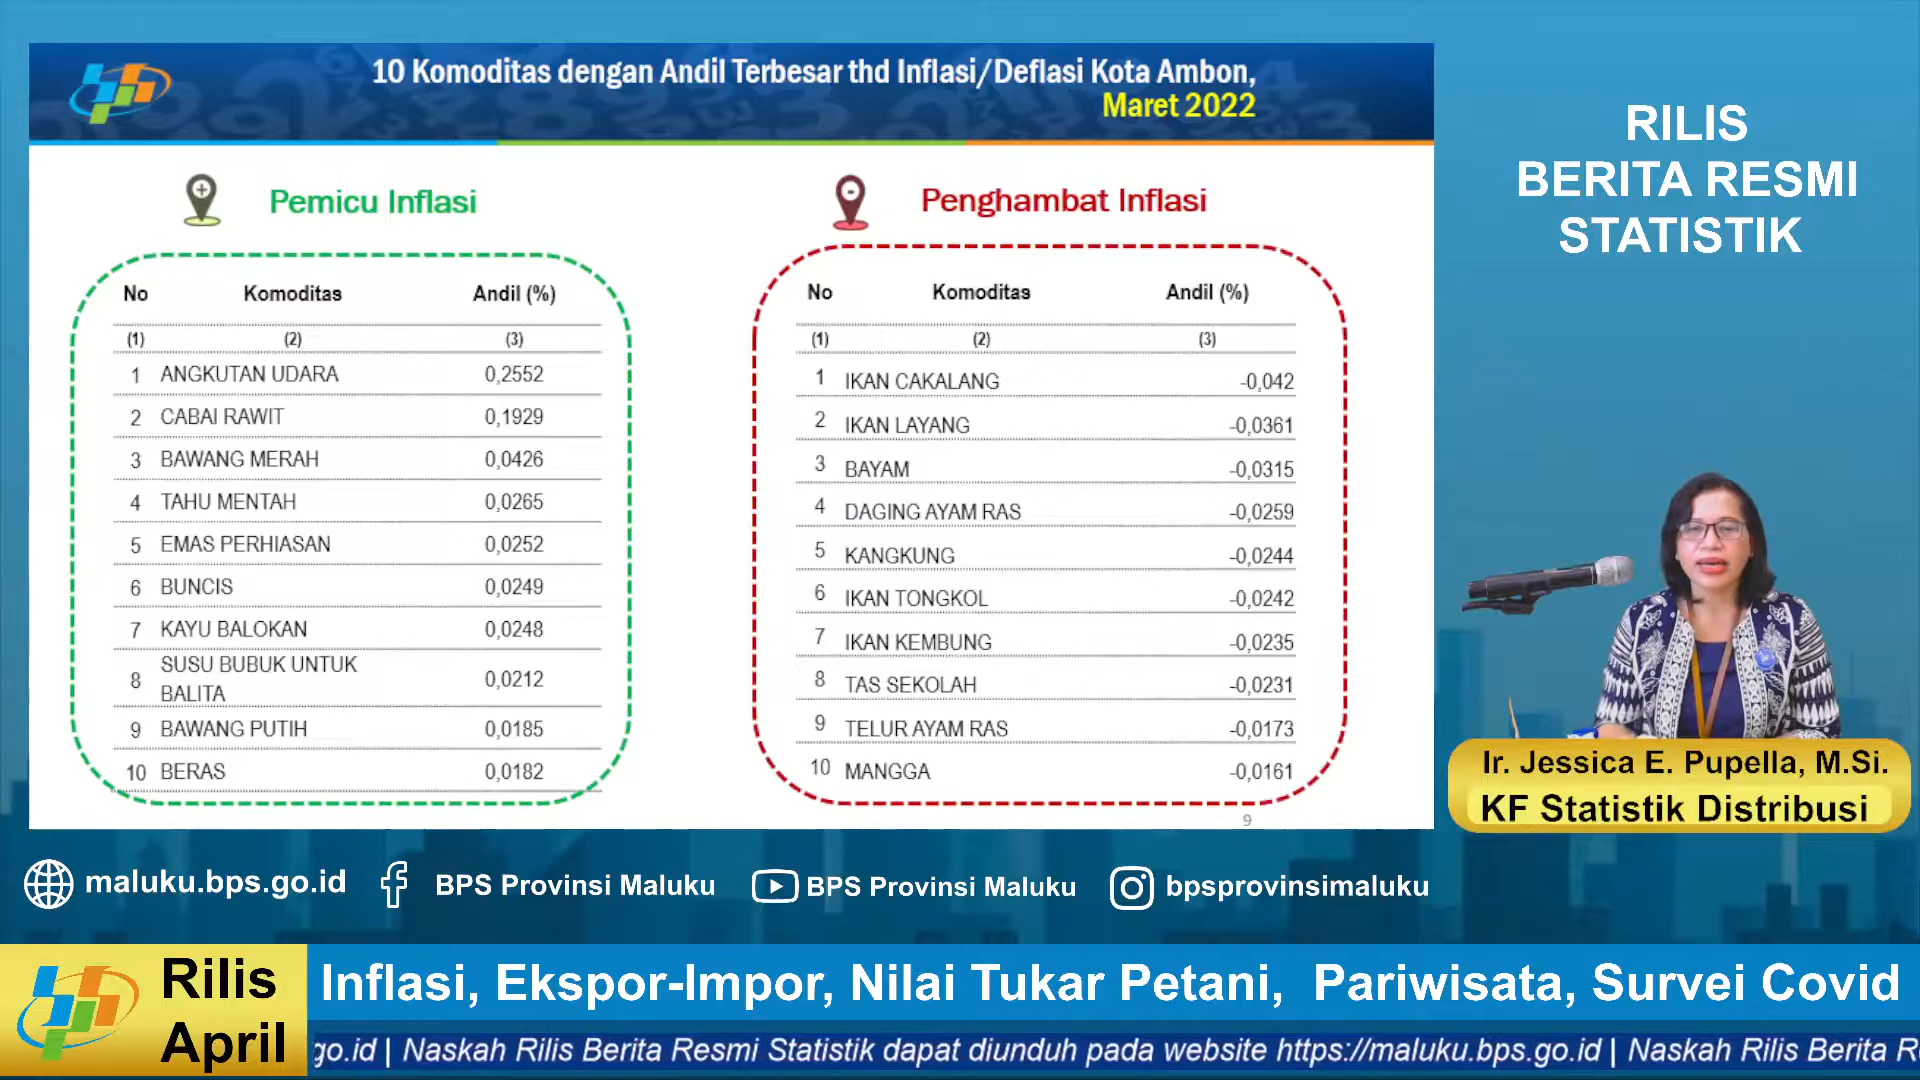 10 Komoditas dengan Andil Terbesar thd Inflasi/Deflasi Kota Ambon,
Maret 2022
Pemicu Inflasi
No Komoditas Andil (%)
(1) (2) (3)
1 ANGKUTAN UDARA 0,2552
2 CABAI RAWIT 0,1929
3 BAWANG MERAH 0,0426
4 TAHU MENTAH 0,0265
5 EMAS PERHIASAN 0,0252
6 BUNCIS 0,0249
7 KAYU BALOKAN 0,0248
8 SUSU BUBUK UNTUK
BALITA 0,0212
9 BAWANG PUTIH 0,0185
10 BERAS 0,0182
Penghambat Inflasi
No Komoditas Andil (%)
(1) (2) (3)
1 IKAN CAKALANG -0,042
2 IKAN LAYANG -0,0361
3 BAYAM -0,0315
4 DAGING AYAM RAS -0,0259
5 KANGKUNG -0,0244
6 IKAN TONGKOL -0,0242
7 IKAN KEMBUNG -0,0235
8 TAS SEKOLAH -0,0231
9 TELUR AYAM RAS -0,0173
10 MANGGA -0,0161
9
RILIS
BERITA RESMI
STATISTIK
Ir. Jessica E. Pupella, M.Si.
KF Statistik Distribusi
maluku.bps.go.id BPS Provinsi Maluku BPS Provinsi Maluku bpsprovinsimaluku
Rilis
April
Inflasi, Ekspor-Impor, Nilai Tukar Petani, Pariwisata, Survei Covid
go.id | Naskah Rilis Berita Resmi Statistik dapat diunduh pada website https://maluku.bps.go.id | Naskah Rilis Berita R